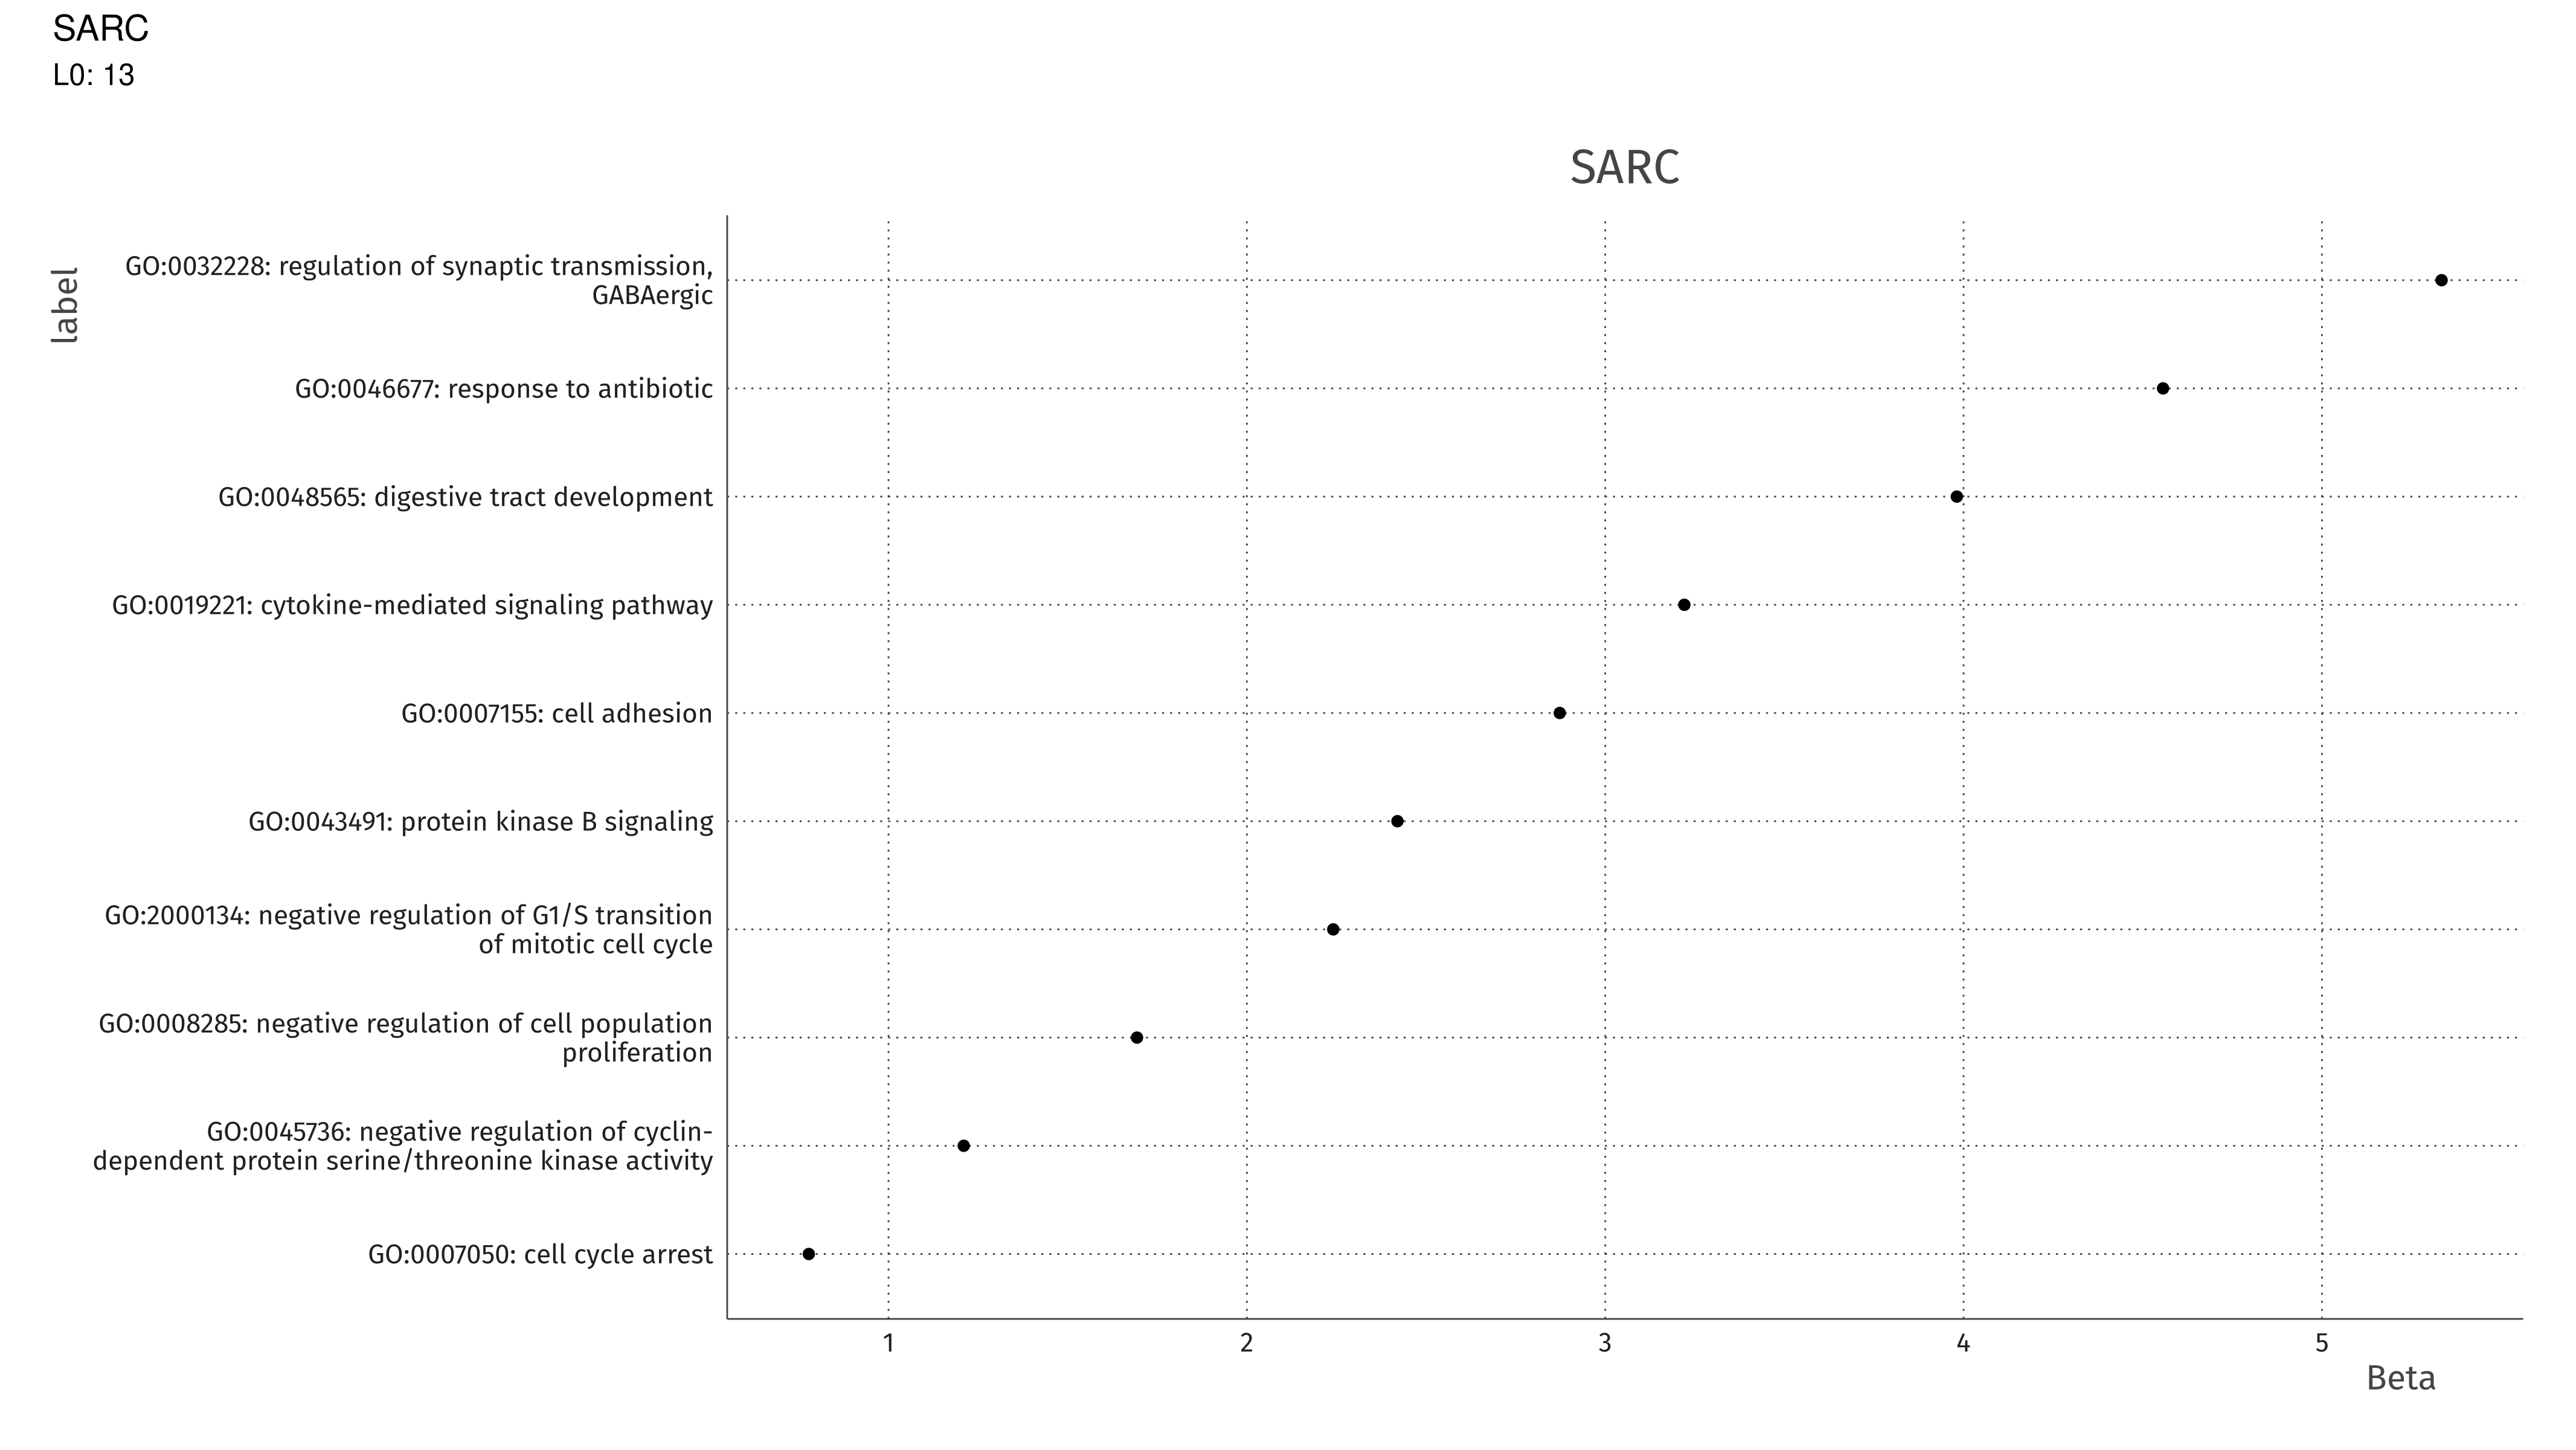 SARC
L0: 13
SARC
label
GO:0032228: regulation of synaptic transmission,
GABAergic
GO:0046677: response to antibiotic
GO:0048565: digestive tract development
GO:0019221: cytokine-mediated signaling pathway
GO:0007155: cell adhesion
GO:0043491: protein kinase B signaling
GO:2000134: negative regulation of G1/S transition
of mitotic cell cycle
GO:0008285: negative regulation of cell population
proliferation
GO:0045736: negative regulation of cyclin-
dependent protein serine/threonine kinase activity
GO:0007050: cell cycle arrest
1 2 3 4 5
Beta